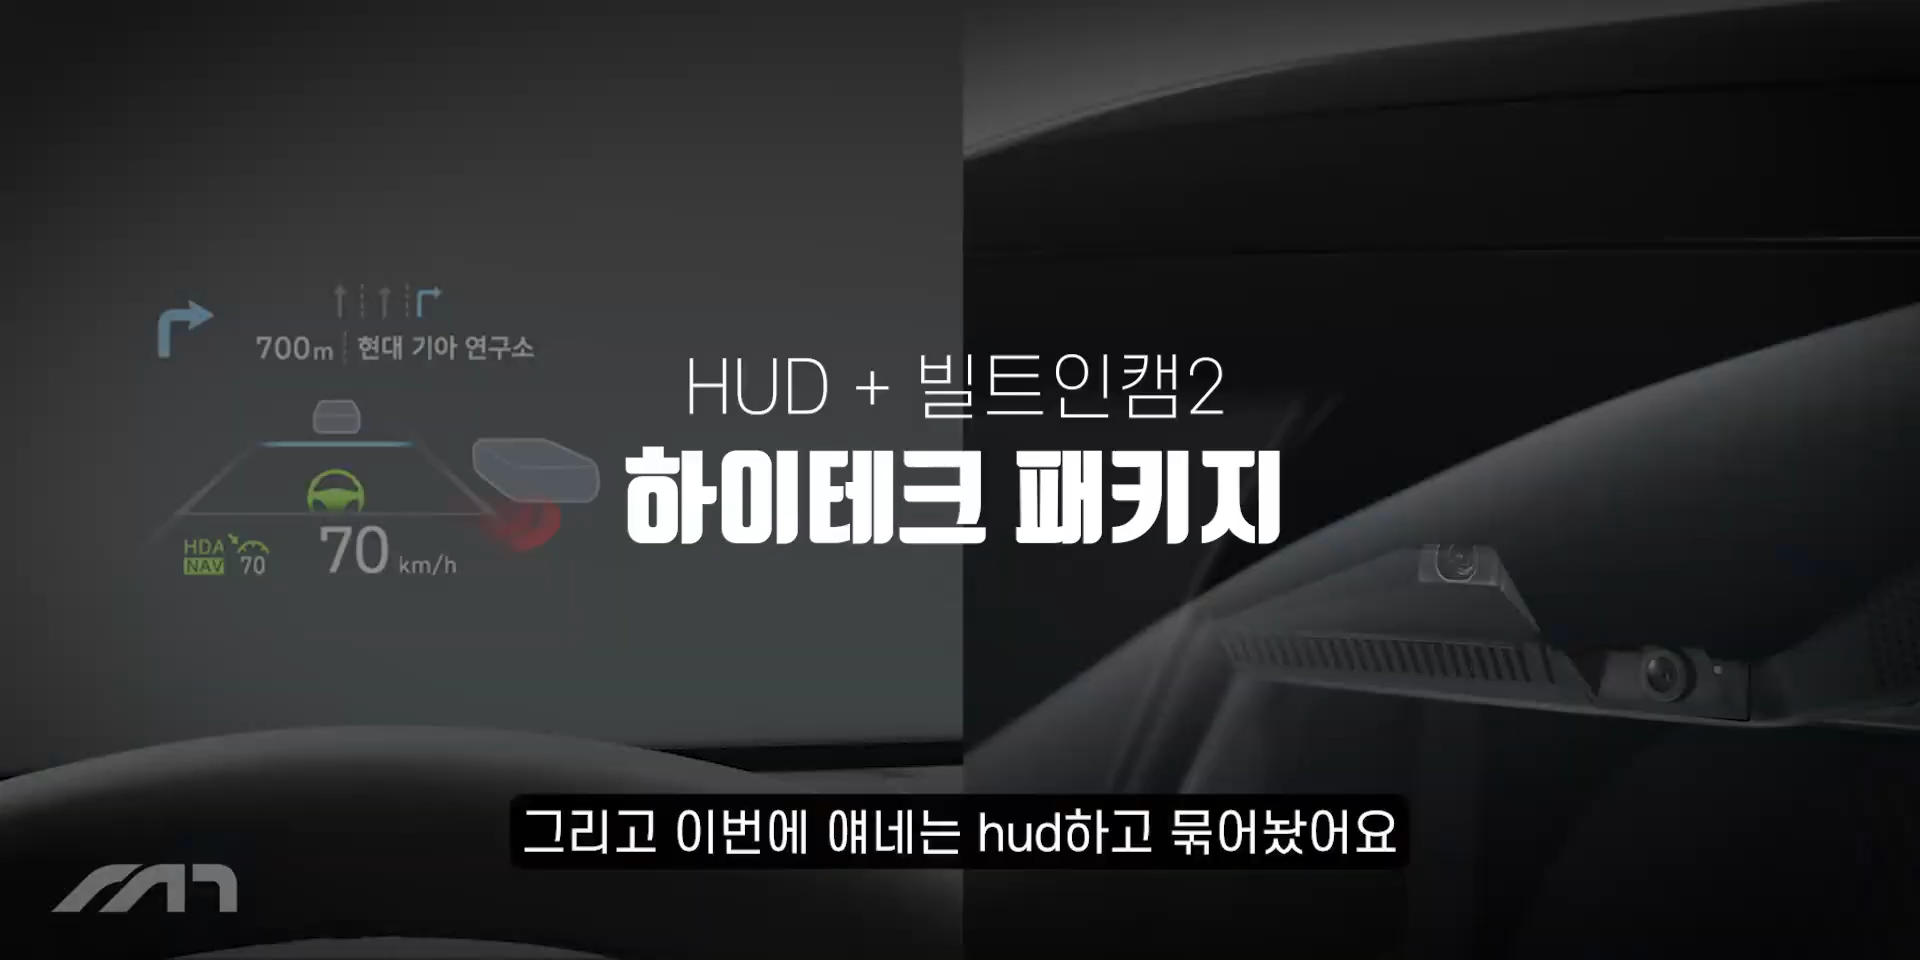 700m 현대 기아 연구소
HUD + 빌트인캠2
하이테크 패키지
HDA
NAV 70
70 km/h
그리고 이번에 얘네는 hud하고 묶어놨어요